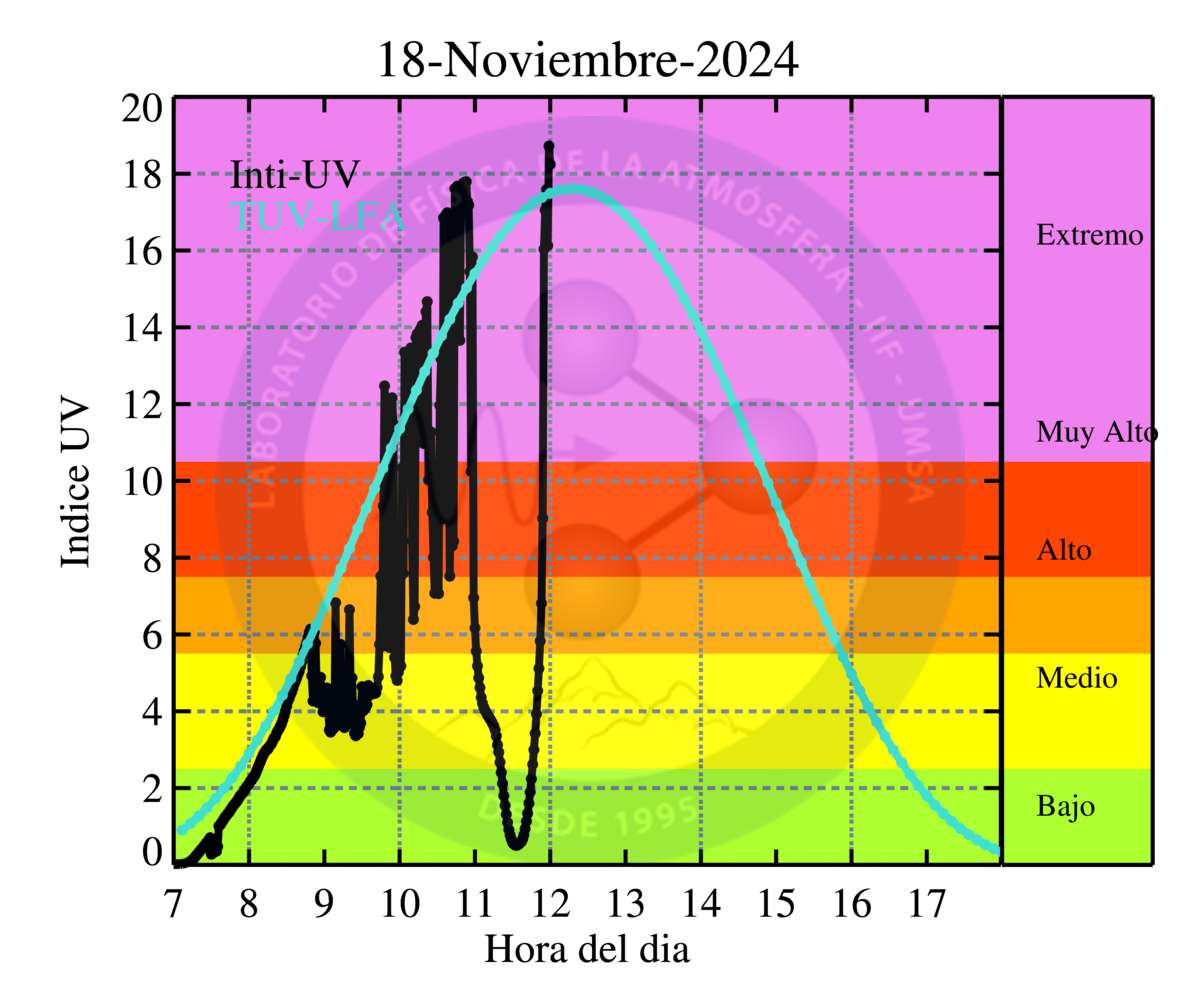 18-Noviembre-2024
Inti-UV
TUV-LFA
LABORATORIO DE FÍSICA DE LA ATMÓSFERA - IIF - UMSA
DESDE 1995
Indice UV
20
18
16
14
12
10
8
6
4
2
0
Extremo
Muy Alto
Alto
Medio
Bajo
7 8 9 10 11 12 13 14 15 16 17
Hora del dia